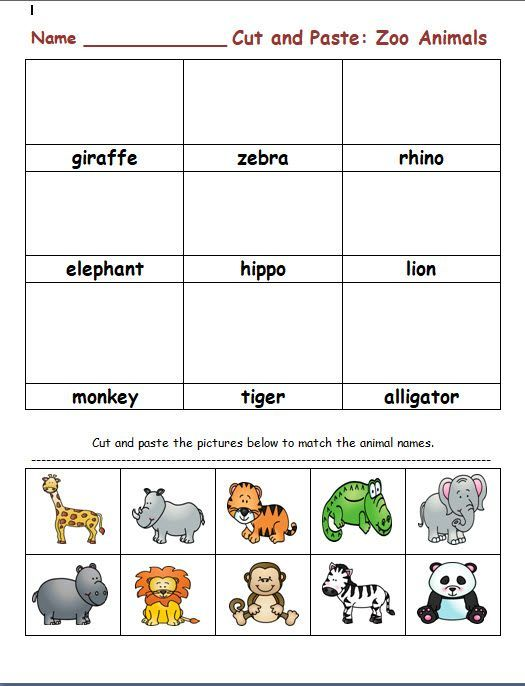 Name _______________ Cut and Paste: Zoo Animals
giraffe zebra rhino
elephant hippo lion
monkey tiger alligator
Cut and paste the pictures below to match the animal names.